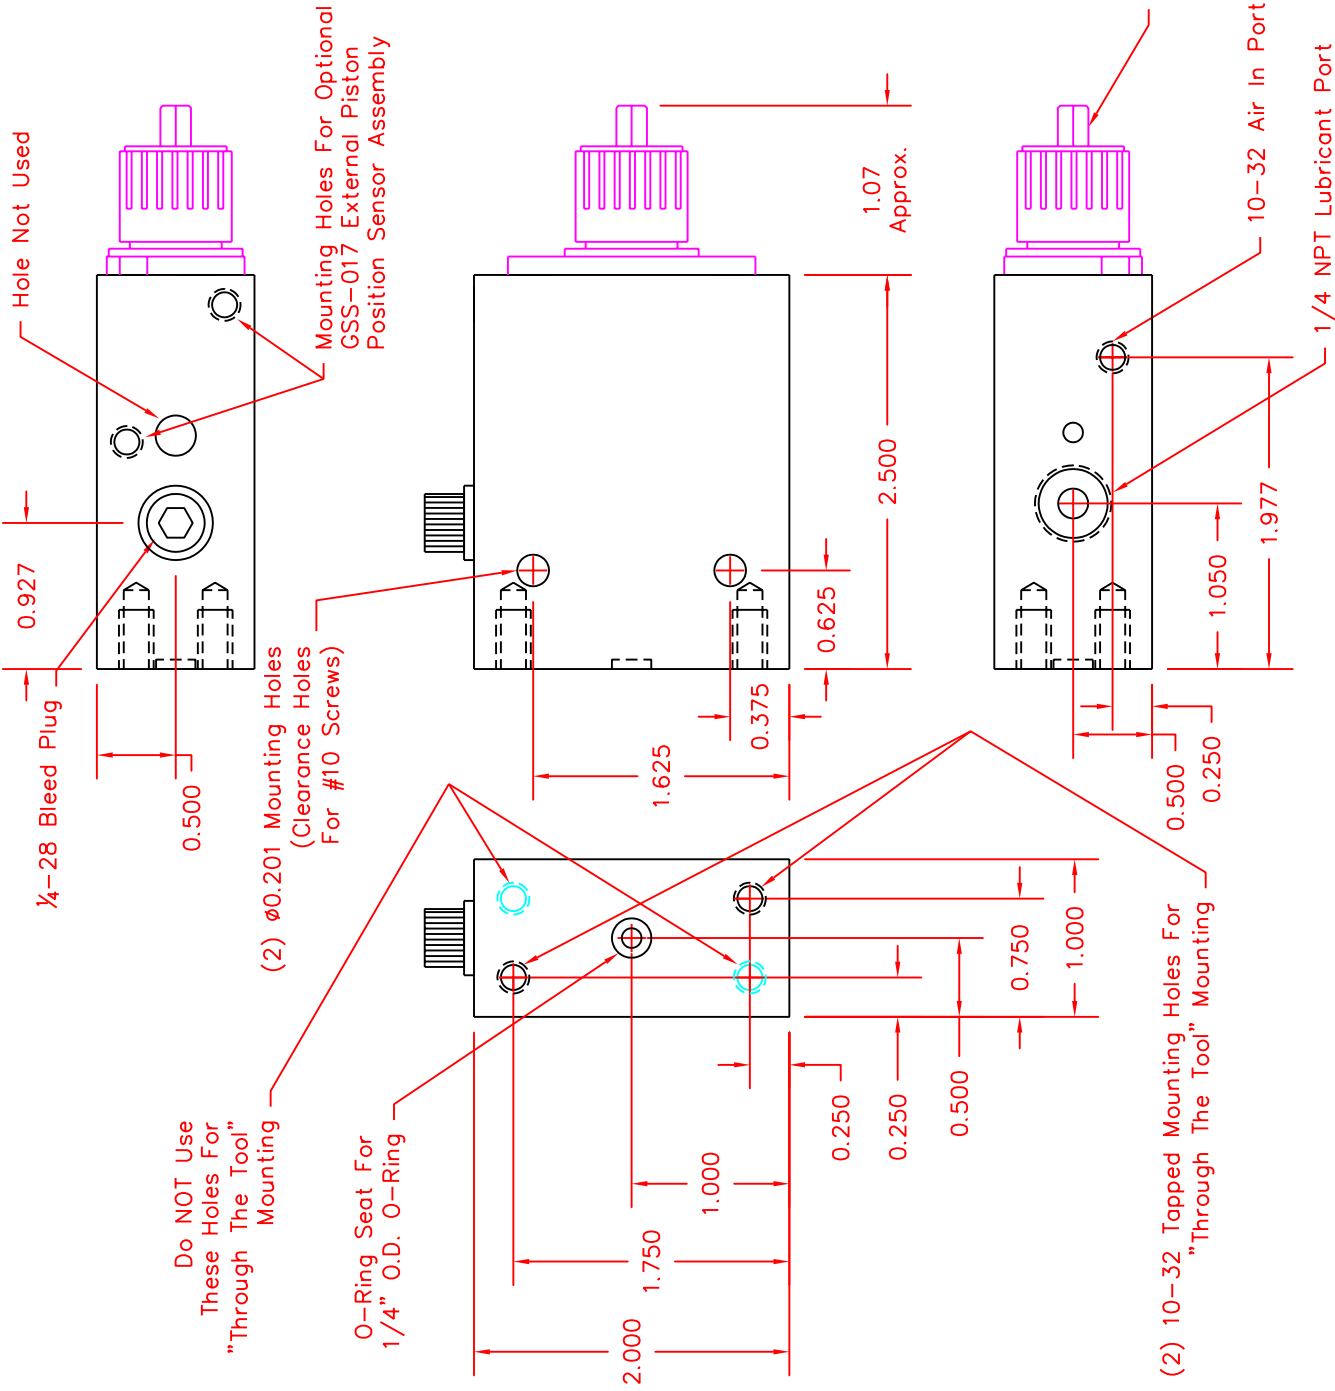 Hole Not Used
Mounting Holes For Optional
GSS-017 External Piston
Position Sensor Assembly
0.927
¼-28 Bleed Plug
0.500
(2) ø0.201 Mounting Holes
(Clearance Holes
For #10 Screws)
1.07
Approx.
2.500
0.625
0.375
1.625
10-32 Air In Port
1/4 NPT Lubricant Port
1.977
1.050
0.500
0.250
Do NOT Use
These Holes For
"Through The Tool"
Mounting
O-Ring Seat For
1/4" O.D. O-Ring
2.000
1.750
1.000
0.250
0.250
0.500
0.750
1.000
(2) 10-32 Tapped Mounting Holes For
"Through The Tool" Mounting